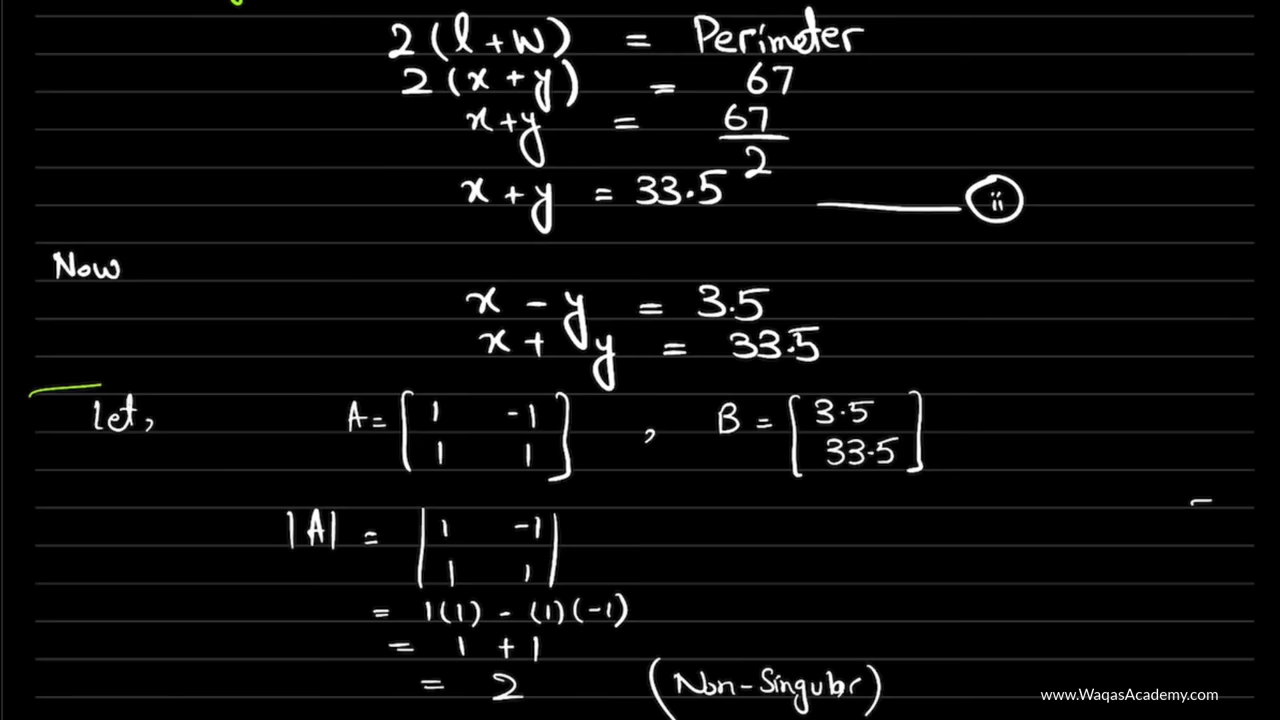 2(l+w) = Perimeter
2(x+y) = 67
x+y = 67/2
x+y = 33.5 ——— (ii)
Now
x - y = 3.5
x + y = 33.5
Let, A = [1 -1; 1 1] , B = [3.5; 33.5]
|A| = |1 -1; 1 1|
= 1(1) - (1)(-1)
= 1 + 1
= 2 (Non-Singular)
www.WaqasAcademy.com